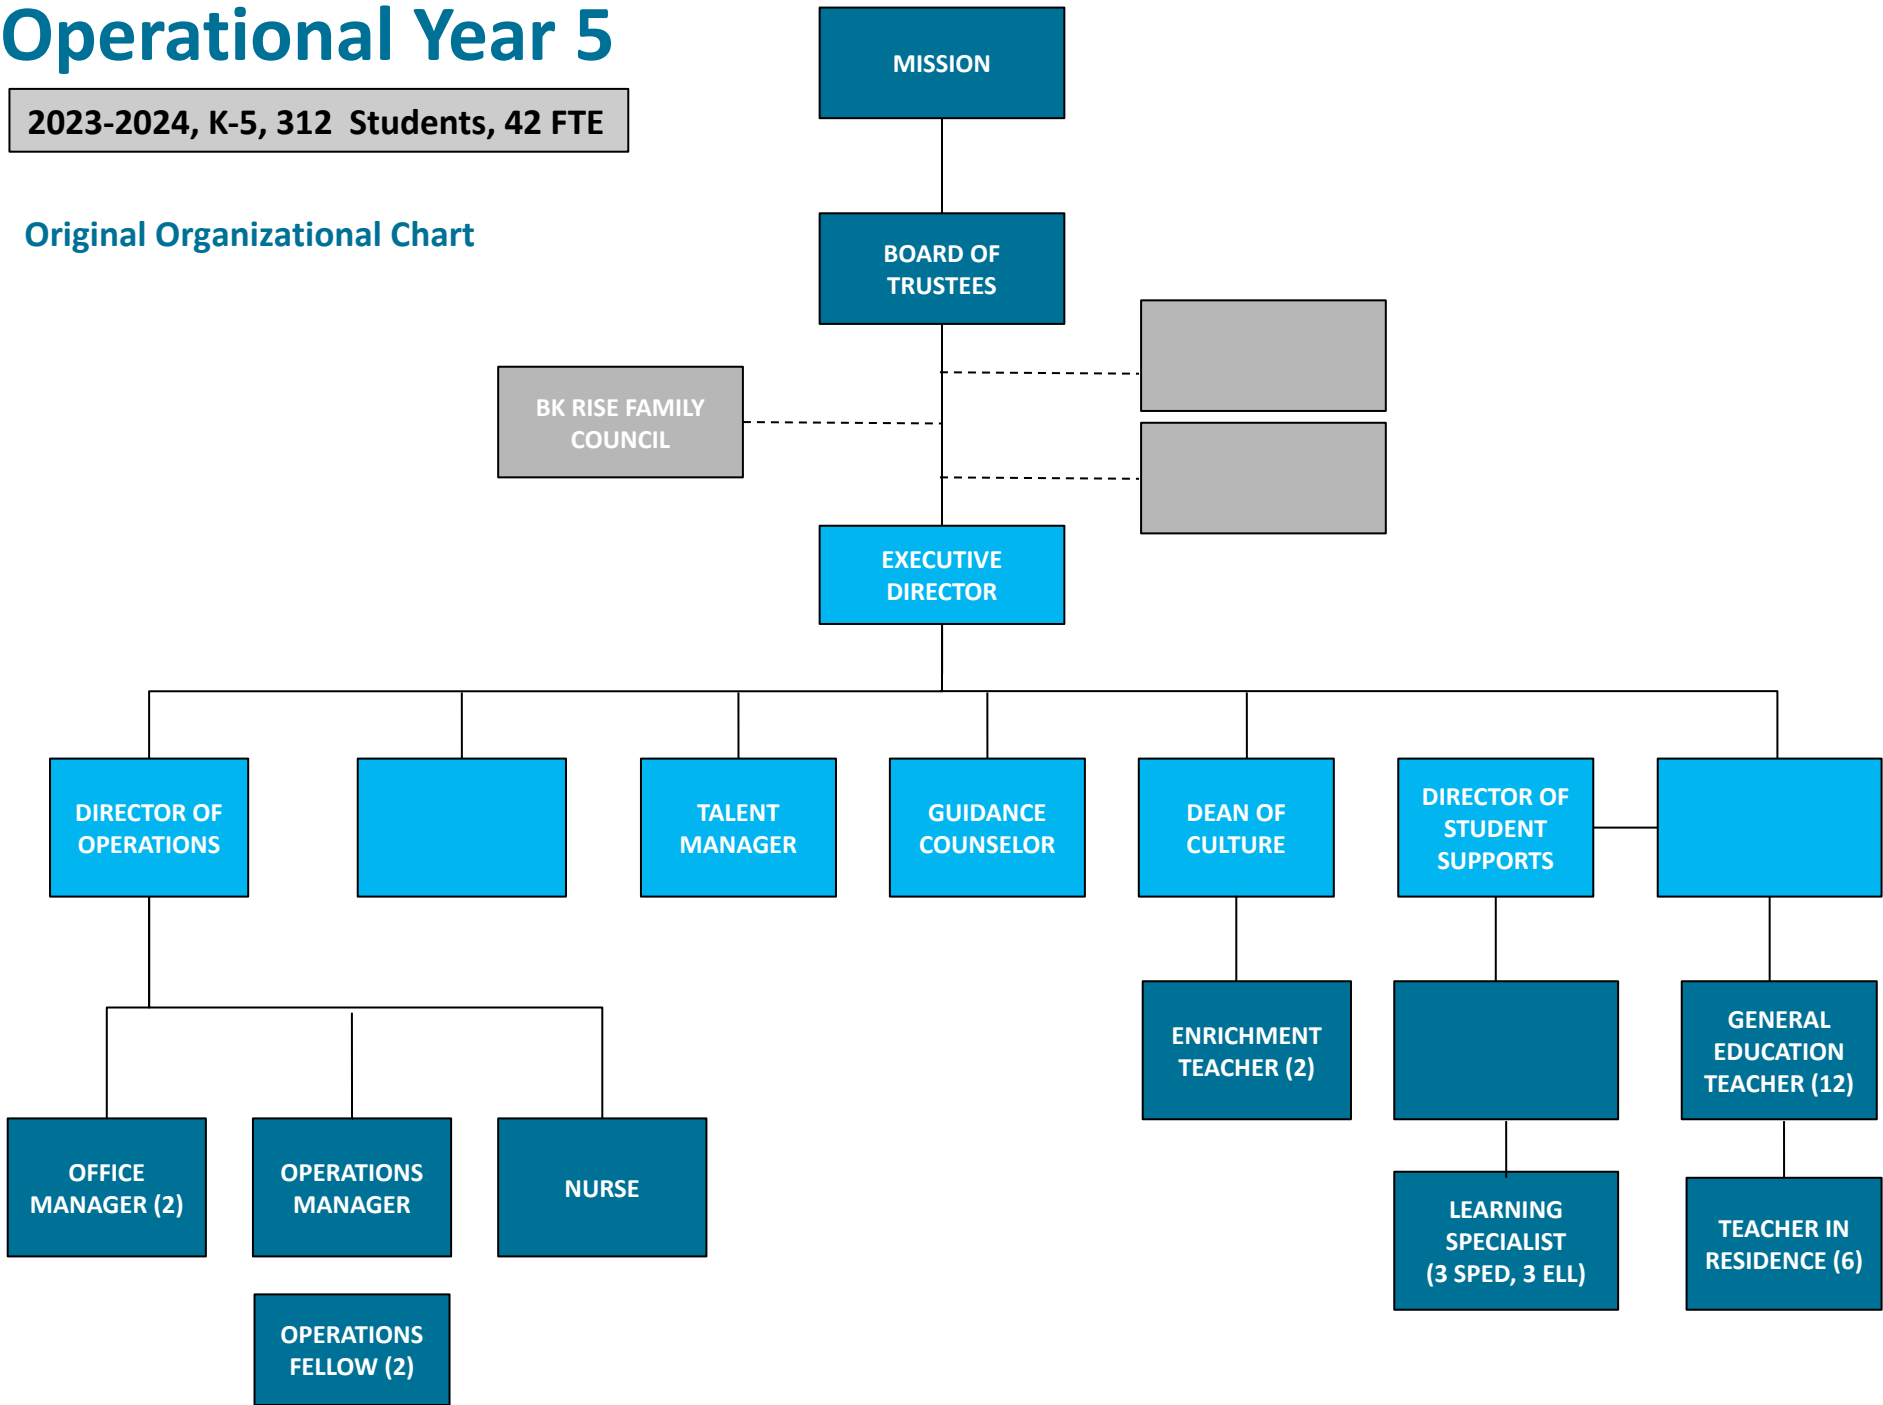 Operational Year 5
2023-2024, K-5, 312 Students, 42 FTE
Original Organizational Chart
MISSION
BOARD OF
TRUSTEES
BK RISE FAMILY
COUNCIL
EXECUTIVE
DIRECTOR
DIRECTOR OF
OPERATIONS
TALENT
MANAGER
GUIDANCE
COUNSELOR
DEAN OF
CULTURE
DIRECTOR OF
STUDENT
SUPPORTS
ENRICHMENT
TEACHER (2)
GENERAL
EDUCATION
TEACHER (12)
OFFICE
MANAGER (2)
OPERATIONS
MANAGER
NURSE
LEARNING
SPECIALIST
(3 SPED, 3 ELL)
TEACHER IN
RESIDENCE (6)
OPERATIONS
FELLOW (2)